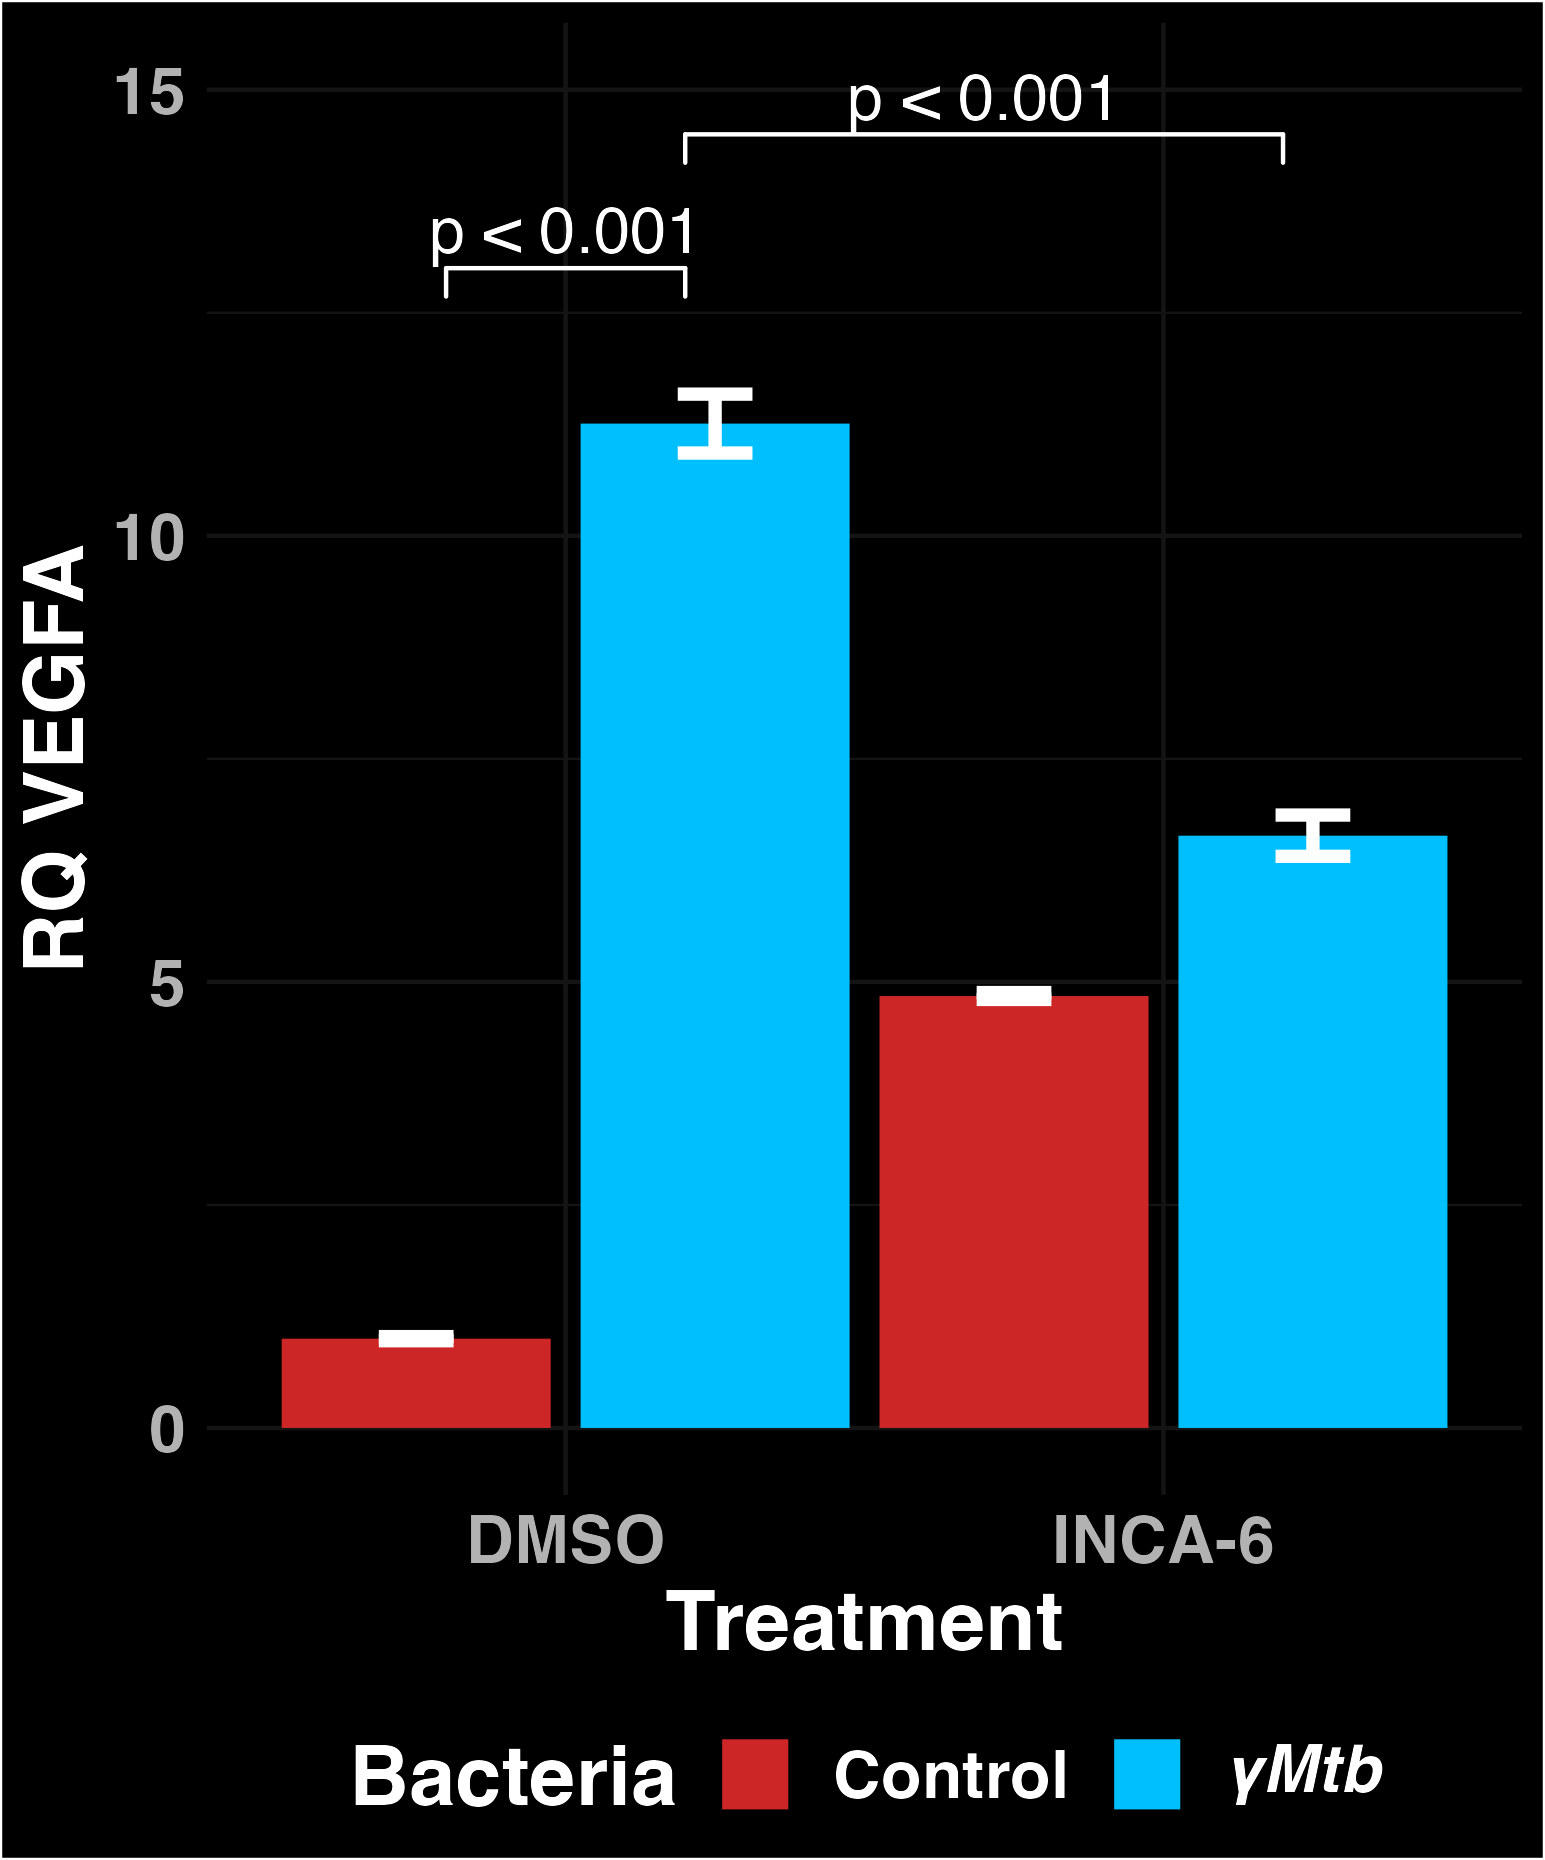 15
p < 0.001
p < 0.001
10
5
0
RQ VEGFA
DMSO INCA-6
Treatment
Bacteria Control γMtb